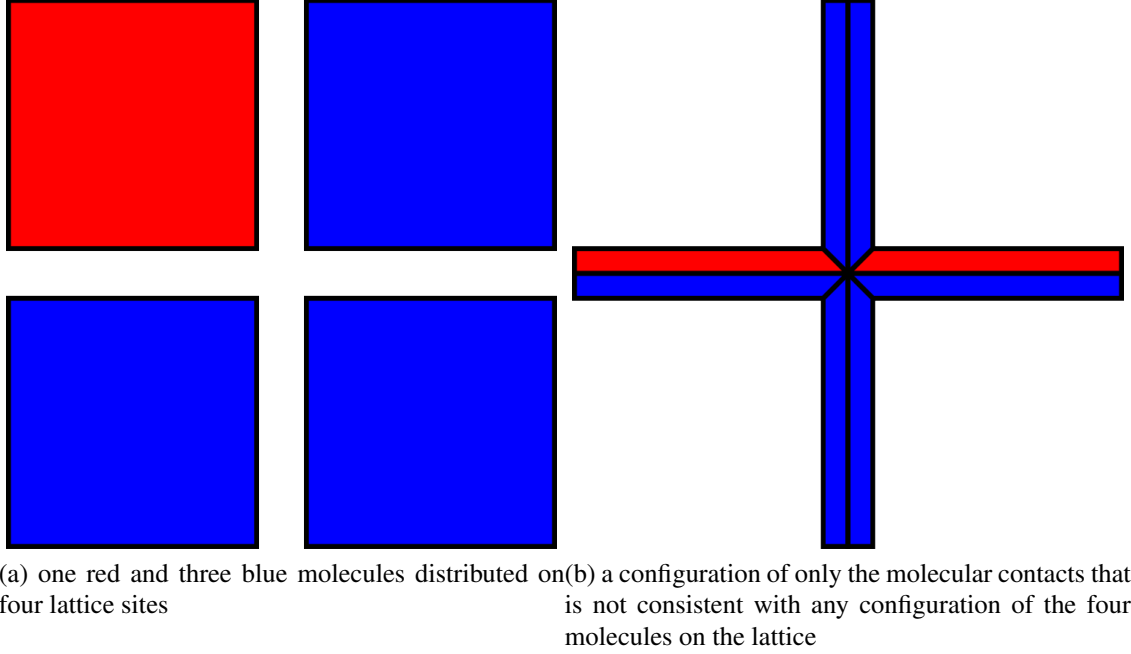 (a) one red and three blue molecules distributed on
four lattice sites
(b) a configuration of only the molecular contacts that
is not consistent with any configuration of the four
molecules on the lattice